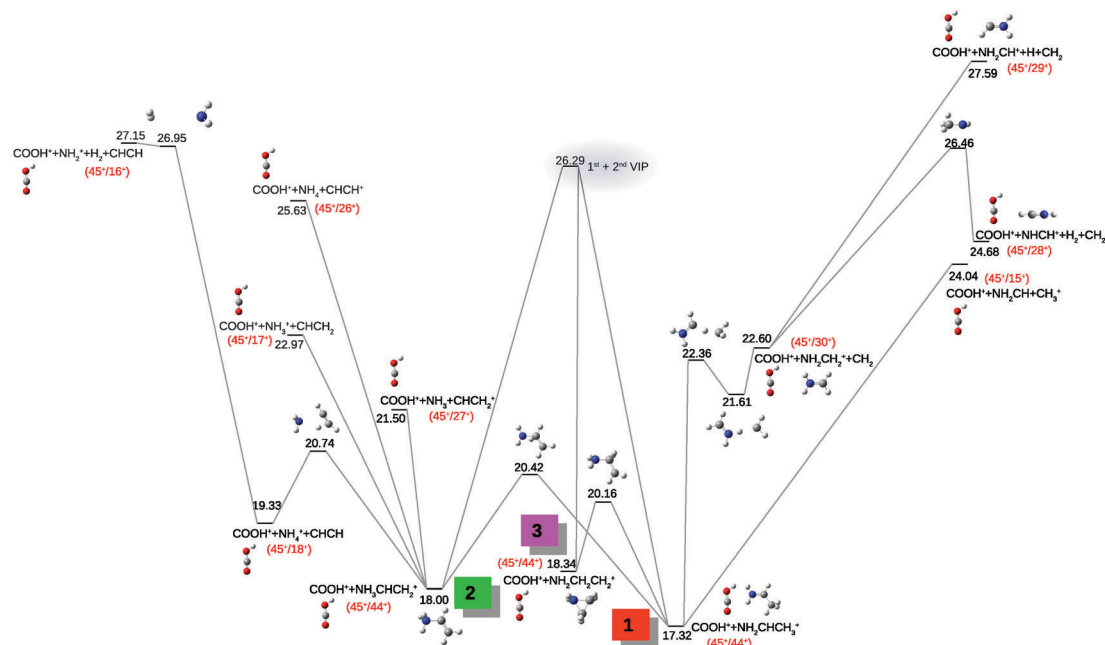 COOH⁺+NH₂CH⁺+H+CH₂
(45⁺/29⁺)
27.59
27.15
26.95
COOH⁺+NH₂⁺+H₂+CHCH
(45⁺/16⁺)
26.29
1ˢᵗ + 2ⁿᵈ VIP
26.46
COOH⁺+NH₄+CHCH⁺
(45⁺/26⁺)
25.63
COOH⁺+NHCH⁺+H₂+CH₂
(45⁺/28⁺)
24.68
24.04
(45⁺/15⁺)
COOH⁺+NH₂CH+CH₃⁺
COOH⁺+NH₃⁺+CHCH₂
(45⁺/17⁺)
22.97
22.36
22.60
(45⁺/30⁺)
COOH⁺+NH₂CH₂⁺+CH₂
21.61
COOH⁺+NH₃+CHCH₂⁺
21.50
(45⁺/27⁺)
20.74
20.42
20.16
19.33
COOH⁺+NH₄⁺+CHCH
(45⁺/18⁺)
3
(45⁺/44⁺)
18.34
COOH⁺+NH₂CH₂CH₂⁺
COOH⁺+NH₃CHCH₂⁺
(45⁺/44⁺)
18.00
2
1
17.32
COOH⁺+NH₂CHCH₃⁺
(45⁺/44⁺)